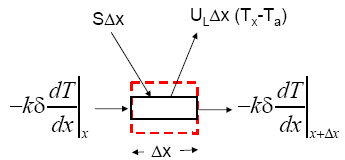 SΔx
U_LΔx (T_x-T_a)
-kδ dT/dx|_x
-kδ dT/dx|_{x+Δx}
Δx